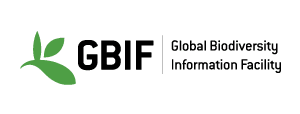 GBIF
Global Biodiversity
Information Facility